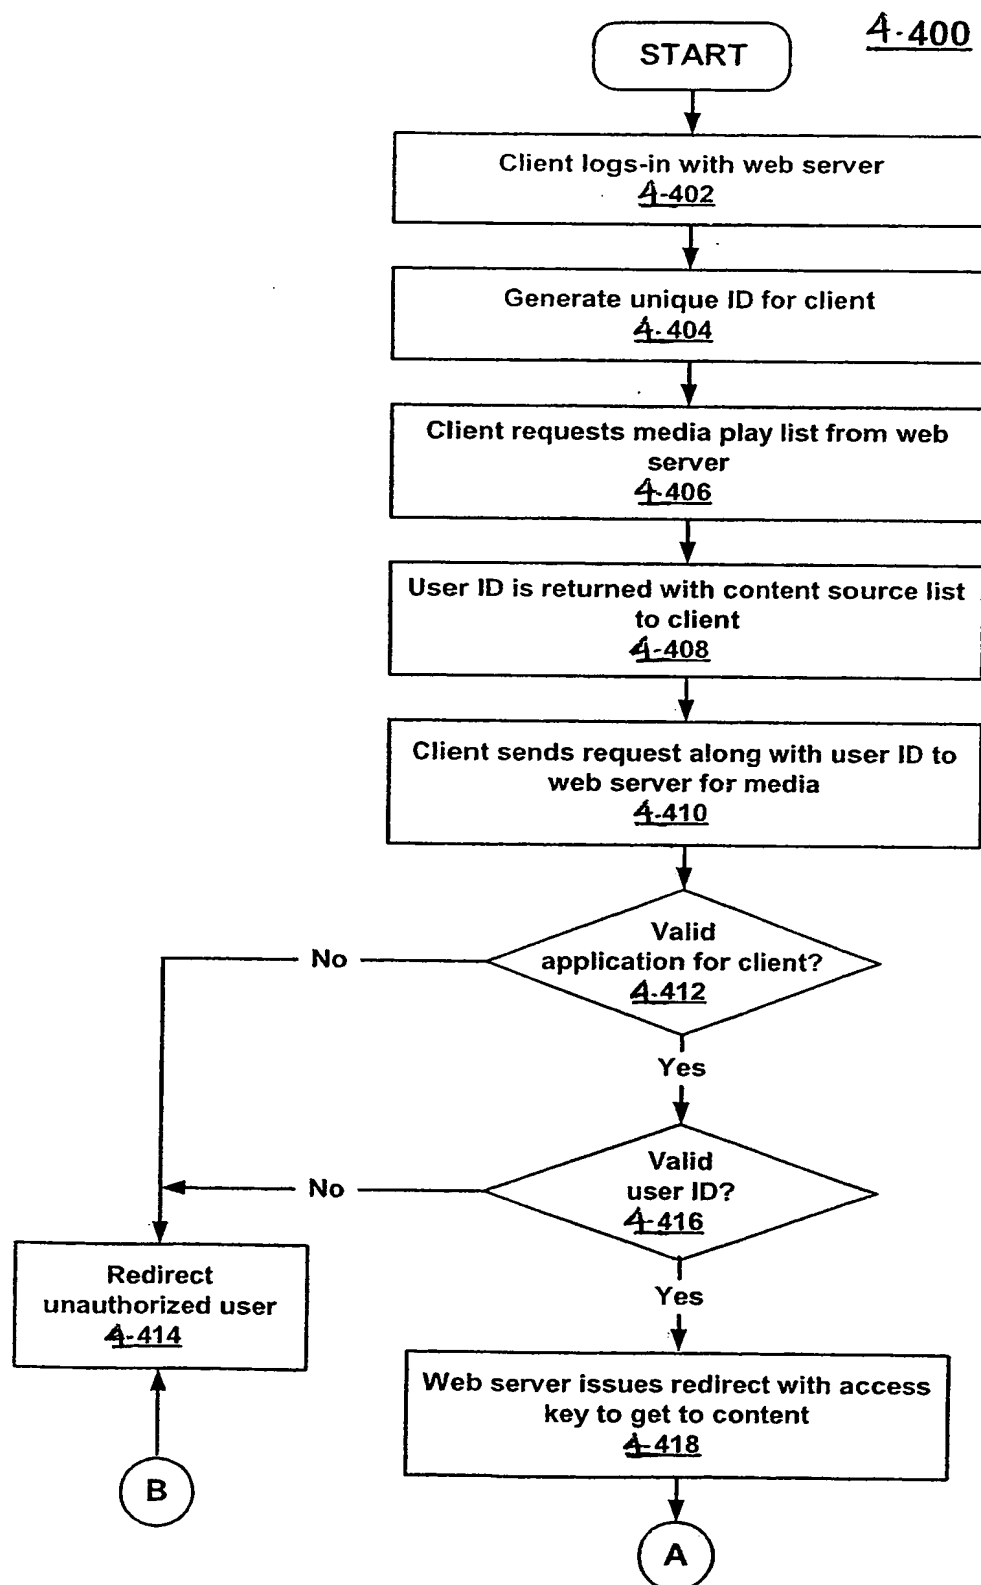 4-400
START
Client logs-in with web server
4-402
Generate unique ID for client
4-404
Client requests media play list from web
server
4-406
User ID is returned with content source list
to client
4-408
Client sends request along with user ID to
web server for media
4-410
Valid
application for client?
4-412
No
Yes
Valid
user ID?
4-416
No
Yes
Redirect
unauthorized user
4-414
Web server issues redirect with access
key to get to content
4-418
B
A